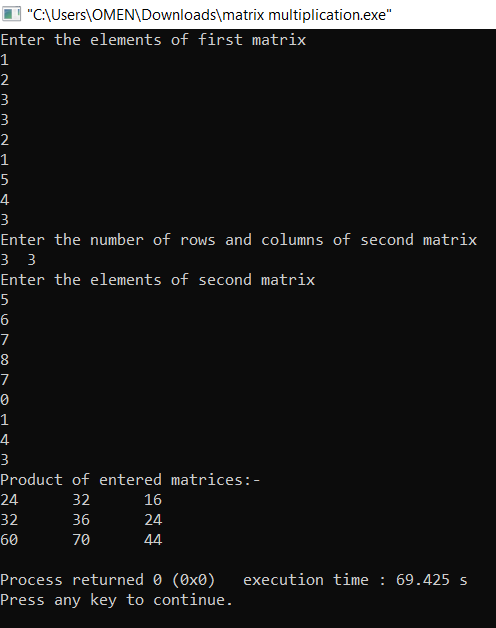 "C:\Users\OMEN\Downloads\matrix multiplication.exe"
Enter the elements of first matrix
1
2
3
3
2
1
5
4
3
Enter the number of rows and columns of second matrix
3  3
Enter the elements of second matrix
5
6
7
8
7
0
1
4
3
Product of entered matrices:-
24      32      16
32      36      24
60      70      44

Process returned 0 (0x0)   execution time : 69.425 s
Press any key to continue.